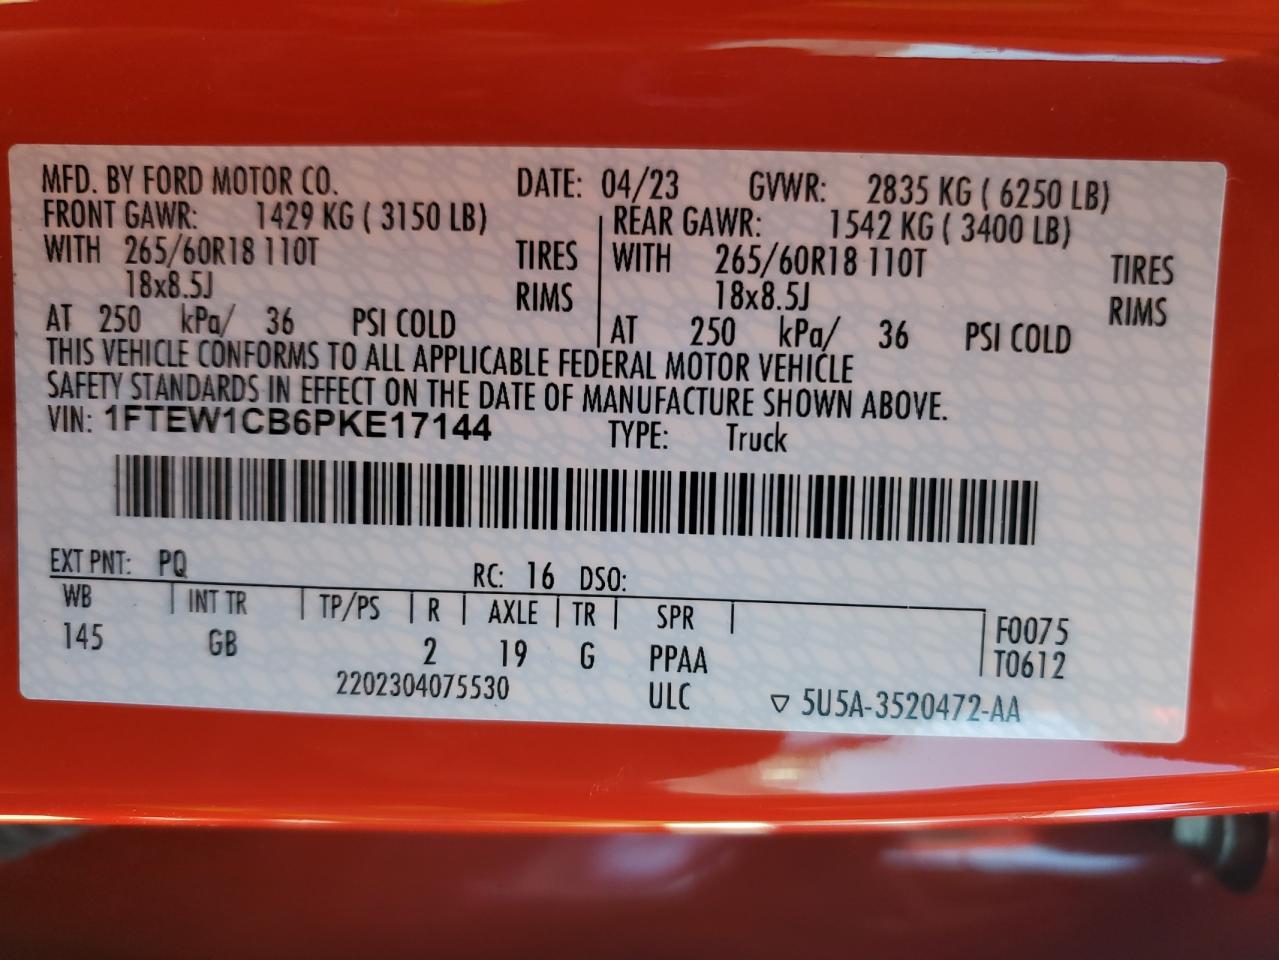 MFD. BY FORD MOTOR CO. DATE: 04/23 GVWR: 2835 KG ( 6250 LB)
FRONT GAWR: 1429 KG ( 3150 LB) REAR GAWR: 1542 KG ( 3400 LB)
WITH 265/60R18 110T TIRES WITH 265/60R18 110T TIRES
18x8.5J RIMS 18x8.5J RIMS
AT 250 kPa/ 36 PSI COLD AT 250 kPa/ 36 PSI COLD
THIS VEHICLE CONFORMS TO ALL APPLICABLE FEDERAL MOTOR VEHICLE
SAFETY STANDARDS IN EFFECT ON THE DATE OF MANUFACTURE SHOWN ABOVE.
VIN: 1FTEW1CB6PKE17144 TYPE: Truck
EXT PNT: PQ RC: 16 DSO:
WB INT TR TP/PS R AXLE TR SPR F0075
145 GB 2 19 G PPAA T0612
2202304075530 ULC ▽ 5U5A-3520472-AA